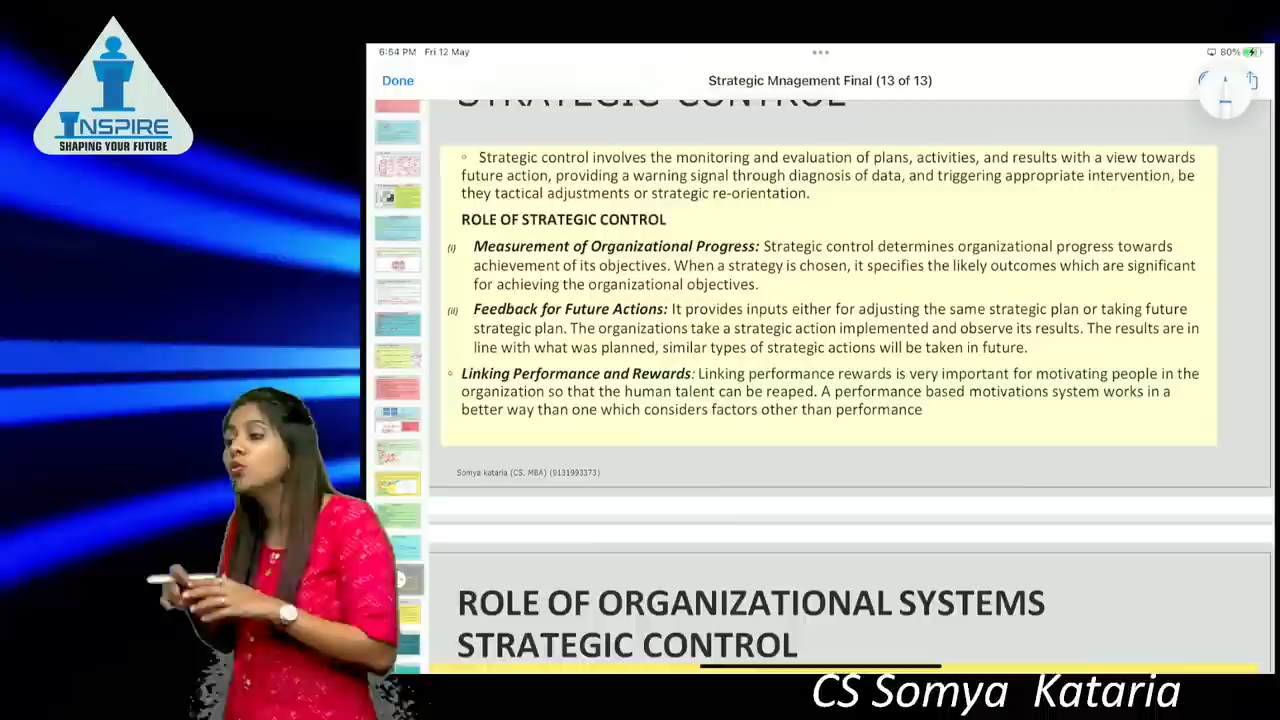 INSPIRE
SHAPING YOUR FUTURE
6:54 PM Fri 12 May
80%
Done
Strategic Mnagement Final (13 of 13)
STRATEGIC CONTROL
Strategic control involves the monitoring and evaluation of plans, activities, and results with a view towards
future action, providing a warning signal through diagnosis of data, and triggering appropriate intervention, be
they tactical adjustments or strategic re-orientation.
ROLE OF STRATEGIC CONTROL
(i) Measurement of Organizational Progress: Strategic control determines organizational progress towards
achievement of its objectives. When a strategy is chosen, it specifies the likely outcomes which are significant
for achieving the organizational objectives.
(ii) Feedback for Future Actions: It provides inputs either for adjusting the same strategic plan or taking future
strategic plan. The organizations take a strategic action implemented and observe its results. The results are in
line with what was planned, similar types of strategic actions will be taken in future.
Linking Performance and Rewards: Linking performance rewards is very important for motivating people in the
organization so that the human talent can be reaped. A performance based motivations system works in a
better way than one which considers factors other than performance
Somya kataria (CS, MBA) (9131993373)
ROLE OF ORGANIZATIONAL SYSTEMS
STRATEGIC CONTROL
CS Somya Kataria